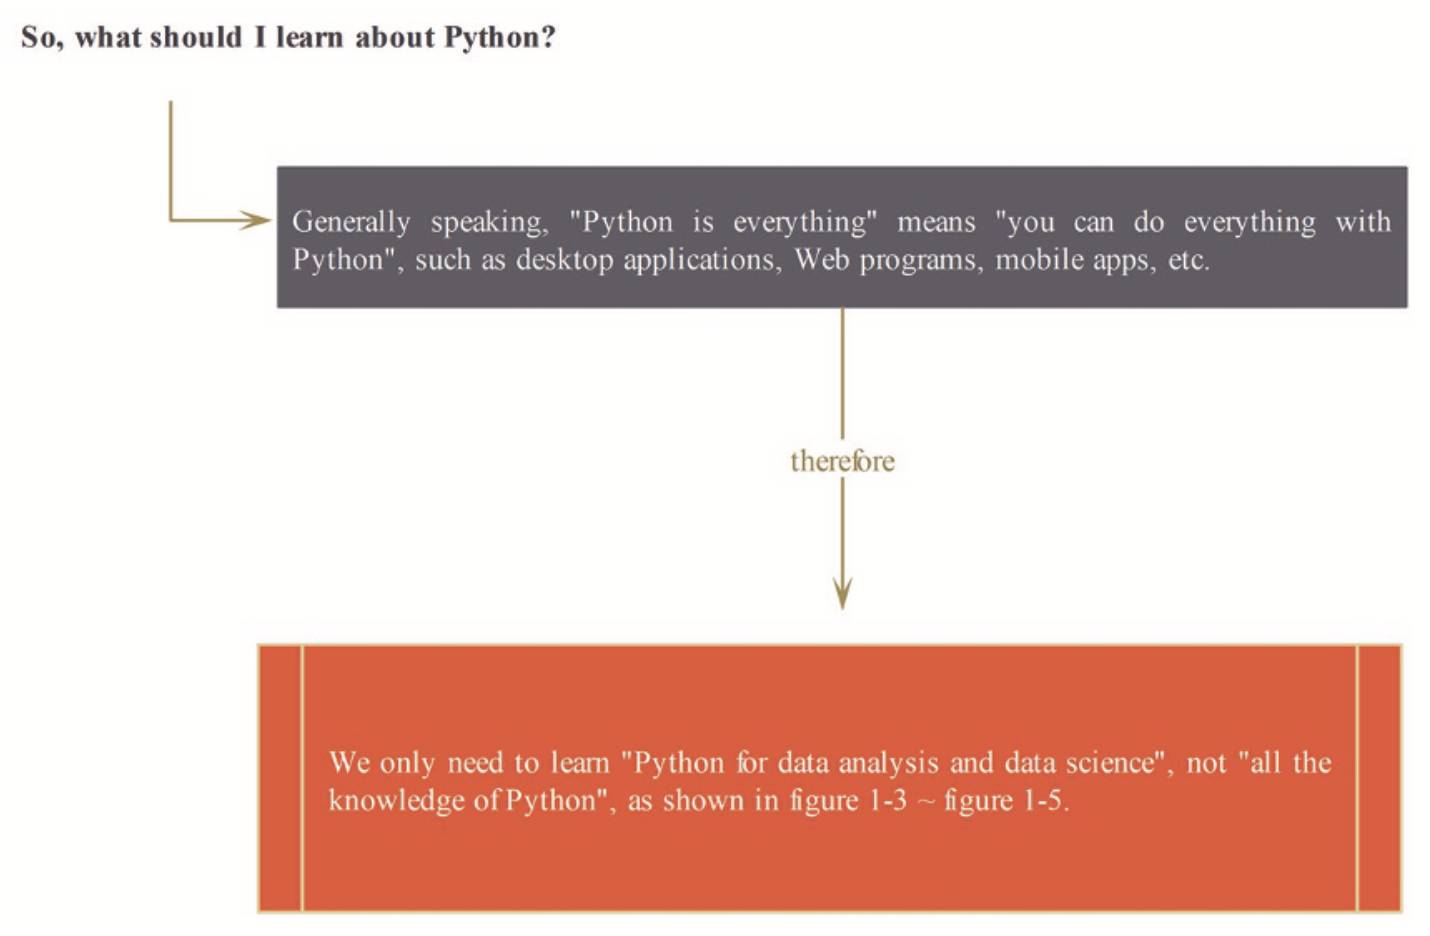 So, what should I learn about Python?
Generally speaking, "Python is everything" means "you can do everything with
Python", such as desktop applications, Web programs, mobile apps, etc.
therefore
We only need to learn "Python for data analysis and data science", not "all the
knowledge of Python", as shown in figure 1-3 ~ figure 1-5.